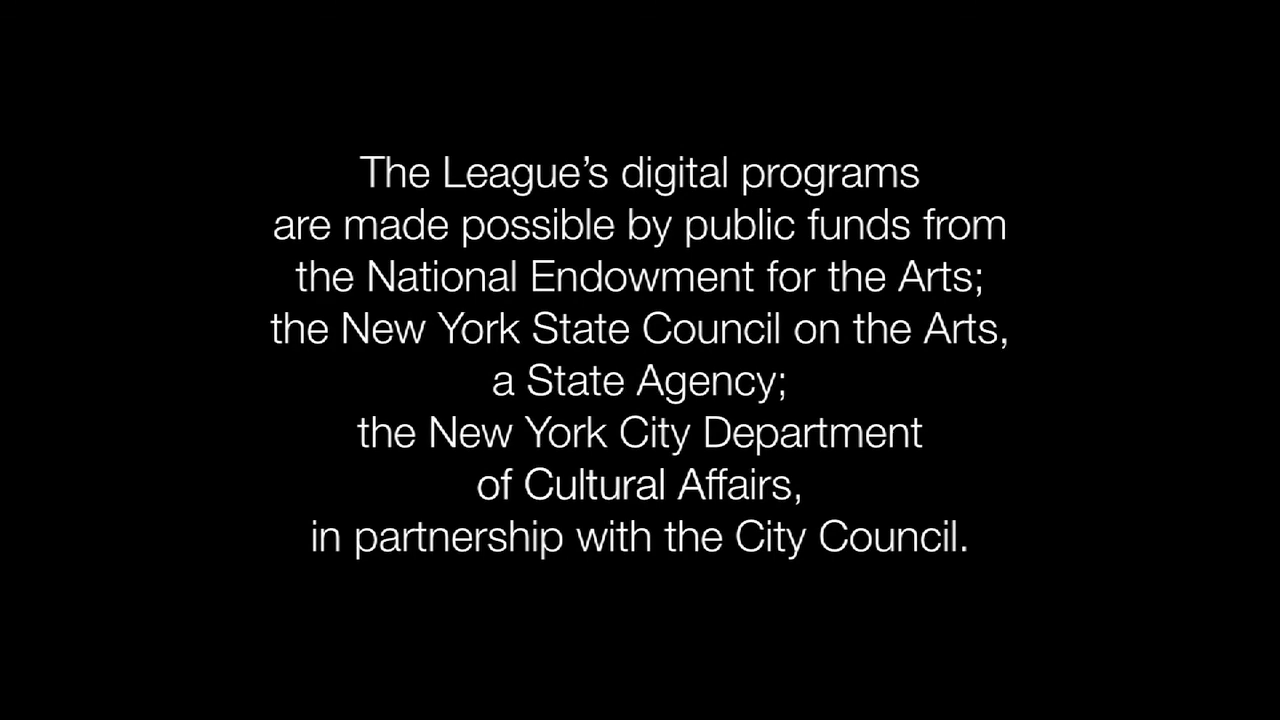 The League’s digital programs
are made possible by public funds from
the National Endowment for the Arts;
the New York State Council on the Arts,
a State Agency;
the New York City Department
of Cultural Affairs,
in partnership with the City Council.